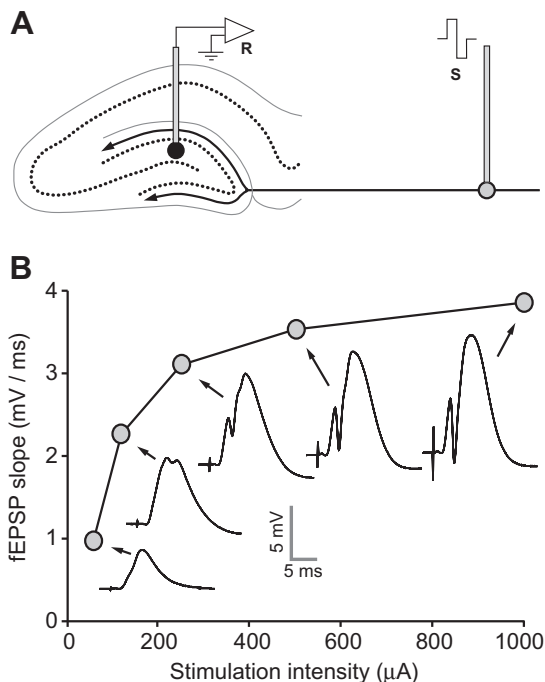 A
R
S
B
fEPSP slope (mV / ms)
4
3
2
1
0
5 mV
5 ms
0 200 400 600 800 1000
Stimulation intensity (μA)